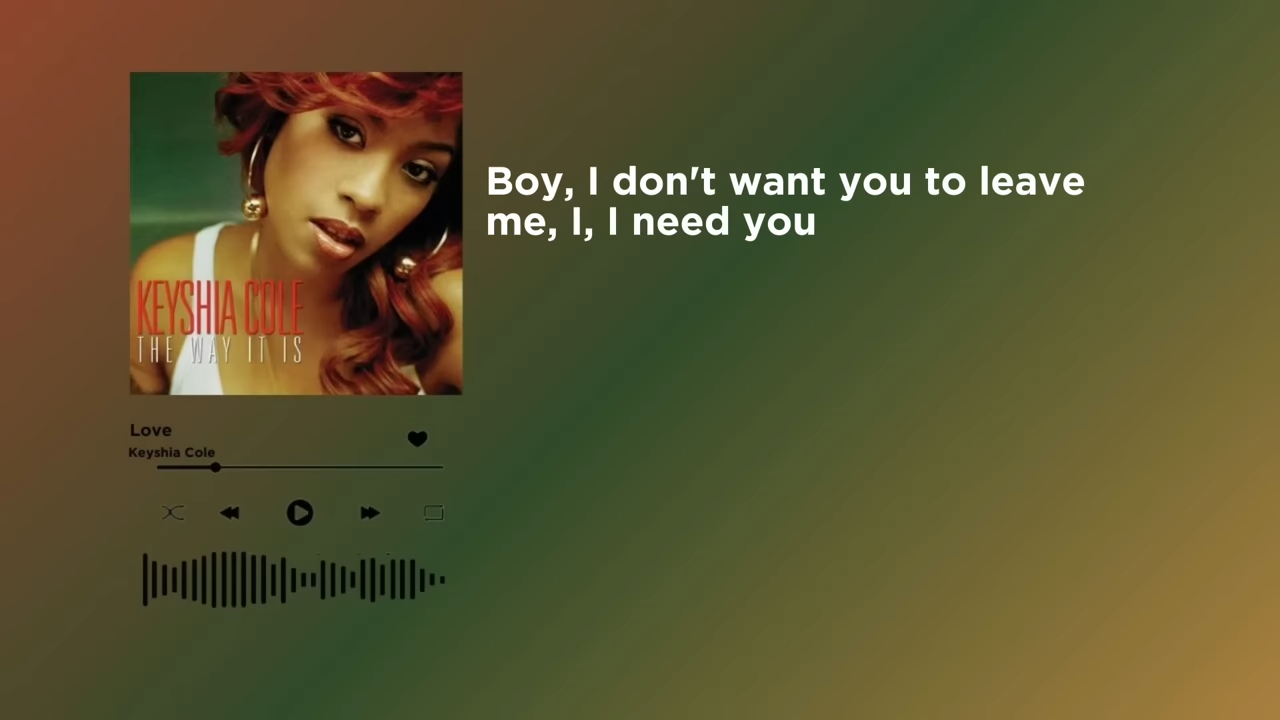 Boy, I don't want you to leave
me, I, I need you
KEYSHIA COLE
THE WAY IT IS
Love
Keyshia Cole